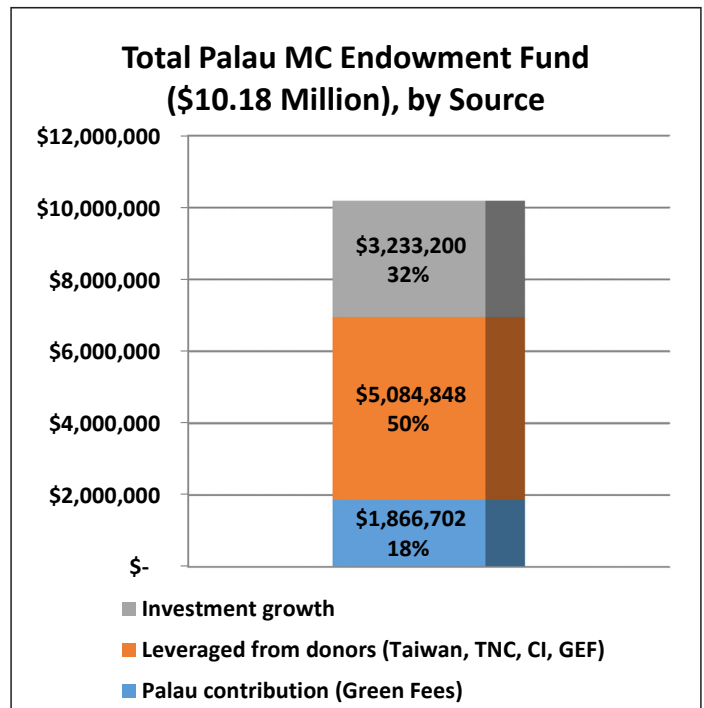 Total Palau MC Endowment Fund
($10.18 Million), by Source
$12,000,000
$10,000,000
$8,000,000
$6,000,000
$4,000,000
$2,000,000
$-
$3,233,200
32%
$5,084,848
50%
$1,866,702
18%
Investment growth
Leveraged from donors (Taiwan, TNC, CI, GEF)
Palau contribution (Green Fees)